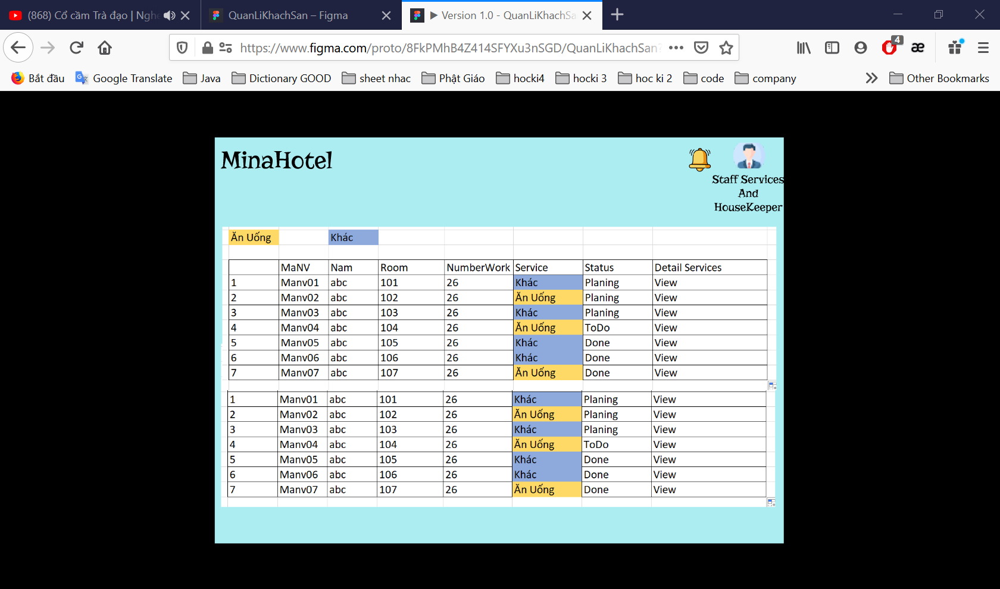 (868) Cổ cầm Trà đạo | Nghe
QuanLiKhachSan – Figma
Version 1.0 - QuanLiKhachSa
https://www.figma.com/proto/8FkPMhB4Z414SFYXu3nSGD/QuanLiKhachSan?
4
æ
Bắt đầu Google Translate Java Dictionary GOOD sheet nhac Phật Giáo hocki4 hocki 3 hoc ki 2 code company Other Bookmarks
MinaHotel
Staff Services
And
HouseKeeper
Ăn Uống Khác
MaNV Nam Room NumberWork Service Status Detail Services
1 Manv01 abc 101 26 Khác Planing View
2 Manv02 abc 102 26 Ăn Uống Planing View
3 Manv03 abc 103 26 Khác Planing View
4 Manv04 abc 104 26 Ăn Uống ToDo View
5 Manv05 abc 105 26 Khác Done View
6 Manv06 abc 106 26 Khác Done View
7 Manv07 abc 107 26 Ăn Uống Done View
1 Manv01 abc 101 26 Khác Planing View
2 Manv02 abc 102 26 Ăn Uống Planing View
3 Manv03 abc 103 26 Khác Planing View
4 Manv04 abc 104 26 Ăn Uống ToDo View
5 Manv05 abc 105 26 Khác Done View
6 Manv06 abc 106 26 Khác Done View
7 Manv07 abc 107 26 Ăn Uống Done View